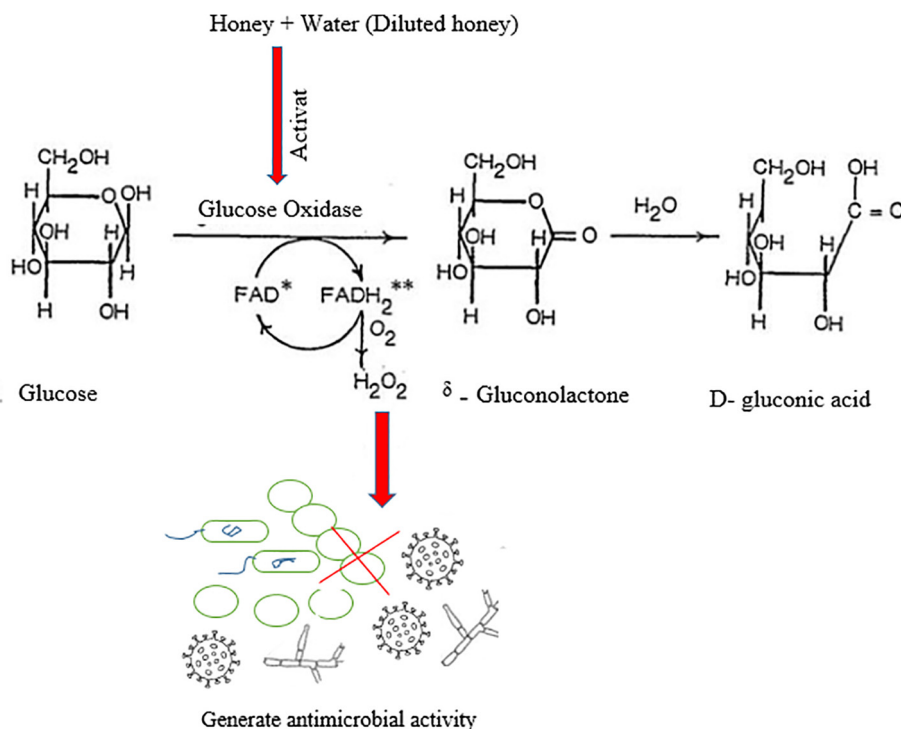 Honey + Water (Diluted honey)
Activat
Glucose Oxidase
CH2OH
H
O
OH
OH
H
HO
H
H
OH
FAD*
FADH2**
O2
H2O2
CH2OH
O
OH
H
= O
HO
H
OH
H2O
CH2OH
OH
H
C = O
OH
H
HO
H
OH
Glucose
δ - Gluconolactone
D- gluconic acid
Generate antimicrobial activity